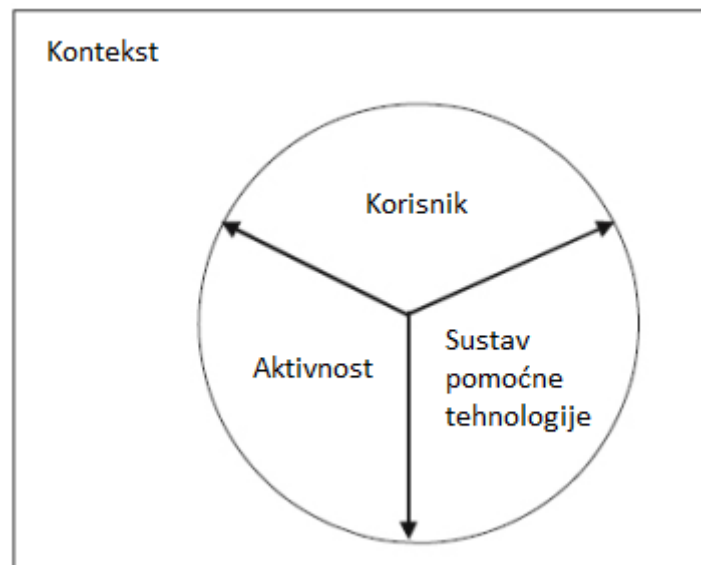 Kontekst
Korisnik
Aktivnost
Sustav
pomoćne
tehnologije